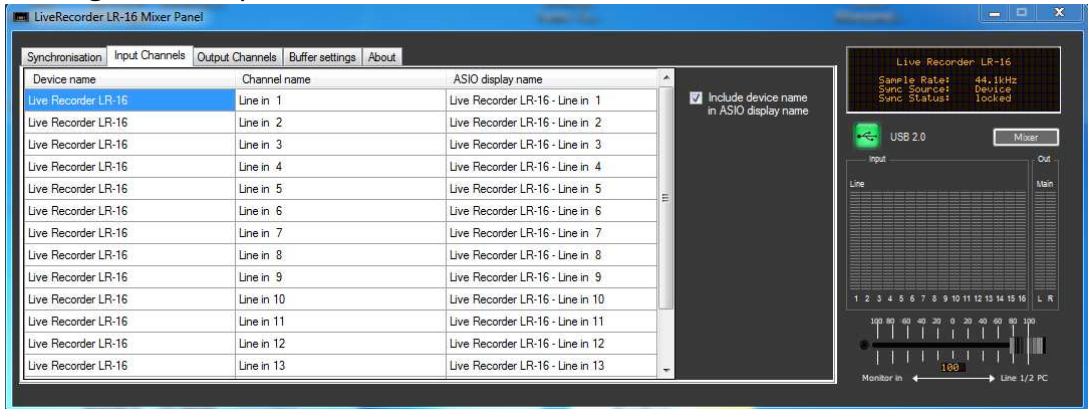 LiveRecorder LR-16 Mixer Panel
Synchronisation Input Channels Output Channels Buffer settings About
Device name Channel name ASIO display name
Live Recorder LR-16 Line in 1 Live Recorder LR-16 - Line in 1
Live Recorder LR-16 Line in 2 Live Recorder LR-16 - Line in 2
Live Recorder LR-16 Line in 3 Live Recorder LR-16 - Line in 3
Live Recorder LR-16 Line in 4 Live Recorder LR-16 - Line in 4
Live Recorder LR-16 Line in 5 Live Recorder LR-16 - Line in 5
Live Recorder LR-16 Line in 6 Live Recorder LR-16 - Line in 6
Live Recorder LR-16 Line in 7 Live Recorder LR-16 - Line in 7
Live Recorder LR-16 Line in 8 Live Recorder LR-16 - Line in 8
Live Recorder LR-16 Line in 9 Live Recorder LR-16 - Line in 9
Live Recorder LR-16 Line in 10 Live Recorder LR-16 - Line in 10
Live Recorder LR-16 Line in 11 Live Recorder LR-16 - Line in 11
Live Recorder LR-16 Line in 12 Live Recorder LR-16 - Line in 12
Live Recorder LR-16 Line in 13 Live Recorder LR-16 - Line in 13
Include device name
in ASIO display name
Live Recorder LR-16
Sample Rate: 44.1kHz
Sync Source: Device
Sync Status: locked
USB 2.0 Mixer
Input Out
Line Main
1 2 3 4 5 6 7 8 9 10 11 12 13 14 15 16 L R
100 80 60 40 20 0 20 40 60 80 100
100
Monitor in Line 1/2 PC